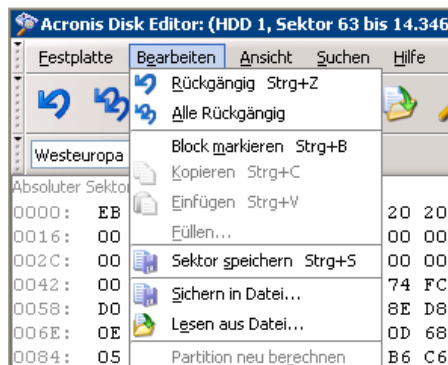 Acronis Disk Editor: (HDD 1, Sektor 63 bis 14.346
Festplatte Bearbeiten Ansicht Suchen Hilfe
Rückgängig Strg+Z
Alle Rückgängig
Westeuropa
Block markieren Strg+B
Absoluter Sektor
Kopieren Strg+C
0000: EB Einfügen Strg+V 20 20
0016: 00 Füllen... 00 00
002C: 00 Sektor speichern Strg+S 00 00
0042: 00 Sichern in Datei... 74 FC
0058: D0 8E D8
006E: 0E Lesen aus Datei... 0D 68
0084: 05 Partition neu berechnen B6 C6